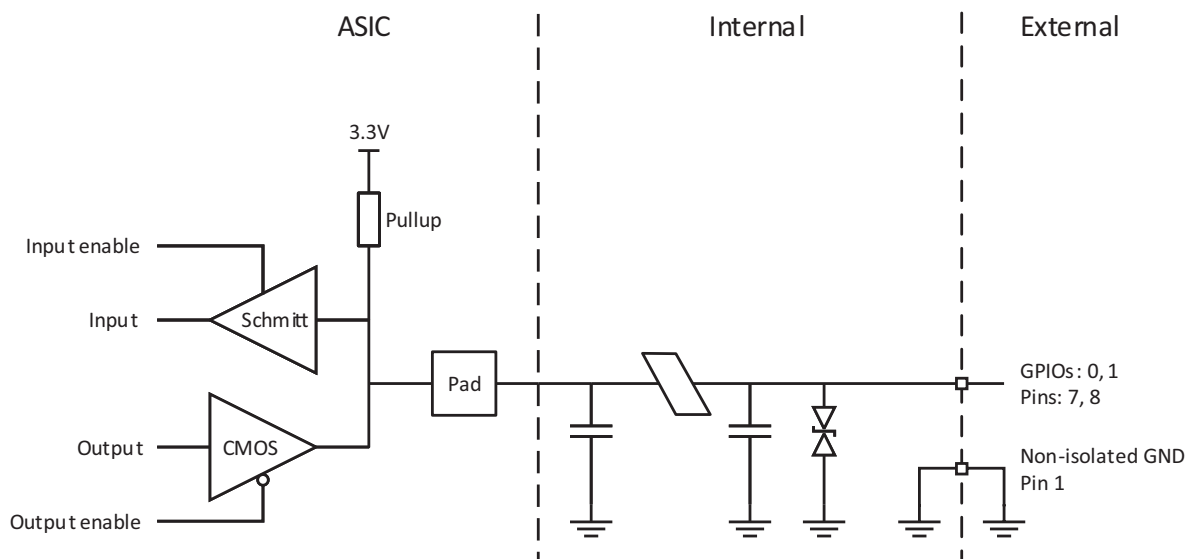 ASIC
Internal
External
3.3V
Pullup
Input enable
Schmitt
Input
Pad
GPIOs: 0, 1
Pins: 7, 8
CMOS
Output
Non-isolated GND
Pin 1
Output enable